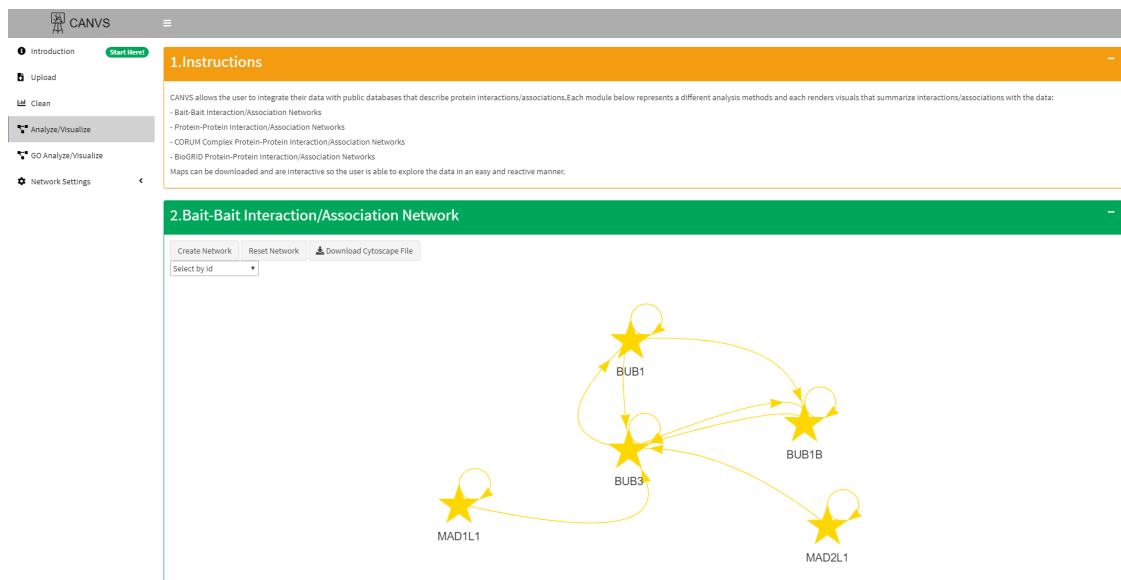 CANVS
Introduction
Start Here!
Upload
Clean
Analyze/Visualize
GO Analyze/Visualize
Network Settings
1.Instructions
CANVS allows the user to integrate their data with public databases that describe protein interactions/associations.Each module below represents a different analysis methods and each renders visuals that summarize interactions/associations with the data:
- Bait-Bait Interaction/Association Networks
- Protein-Protein Interaction/Association Networks
- CORUM Complex Protein-Protein Interaction/Association Networks
- BioGRID Protein-Protein Interaction/Association Networks
Maps can be downloaded and are interactive so the user is able to explore the data in an easy and reactive manner.
2.Bait-Bait Interaction/Association Network
Create Network Reset Network Download Cytoscape File
Select by id
BUB1
BUB1B
BUB3
MAD1L1
MAD2L1